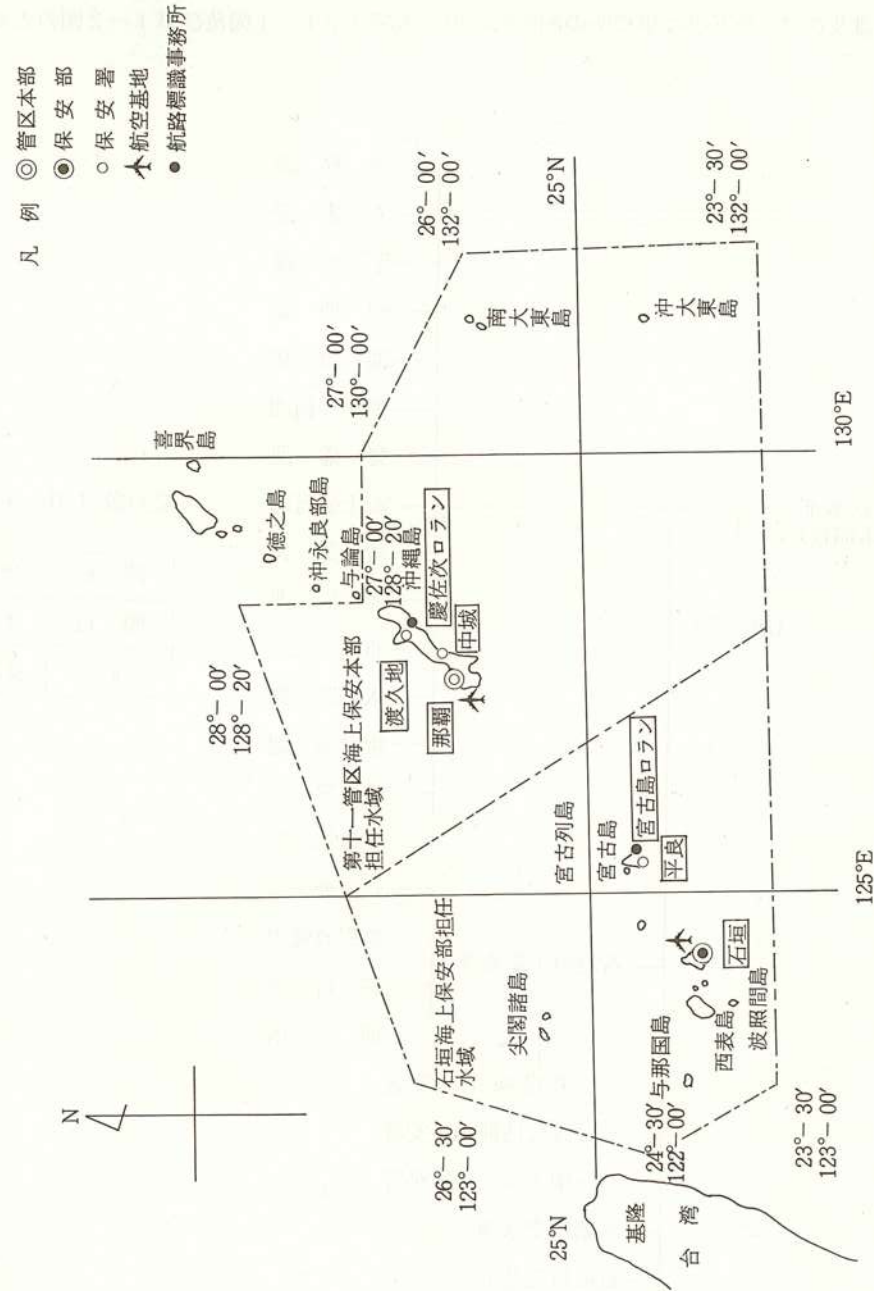 凡例
管区本部
保安部
保安署
航空基地
航路標識事務所
N
喜界島
徳之島
沖永良部島
与論島
27°－00′
128°－20′
沖縄島
慶佐次ロラン
中城
渡久地
那覇
28°－00′
128°－20′
27°－00′
130°－00′
26°－00′
132°－00′
25°N
南大東島
沖大東島
23°－30′
132°－00′
130°E
第十一管区海上保安本部
担任水域
宮古列島
宮古島
宮古島ロラン
平良
125°E
石垣海上保安部担任
水域
26°－30′
123°－00′
尖閣諸島
石垣
与那国島
西表島
波照間島
24°－30′
122°－00′
23°－30′
123°－00′
25°N
基隆
台湾